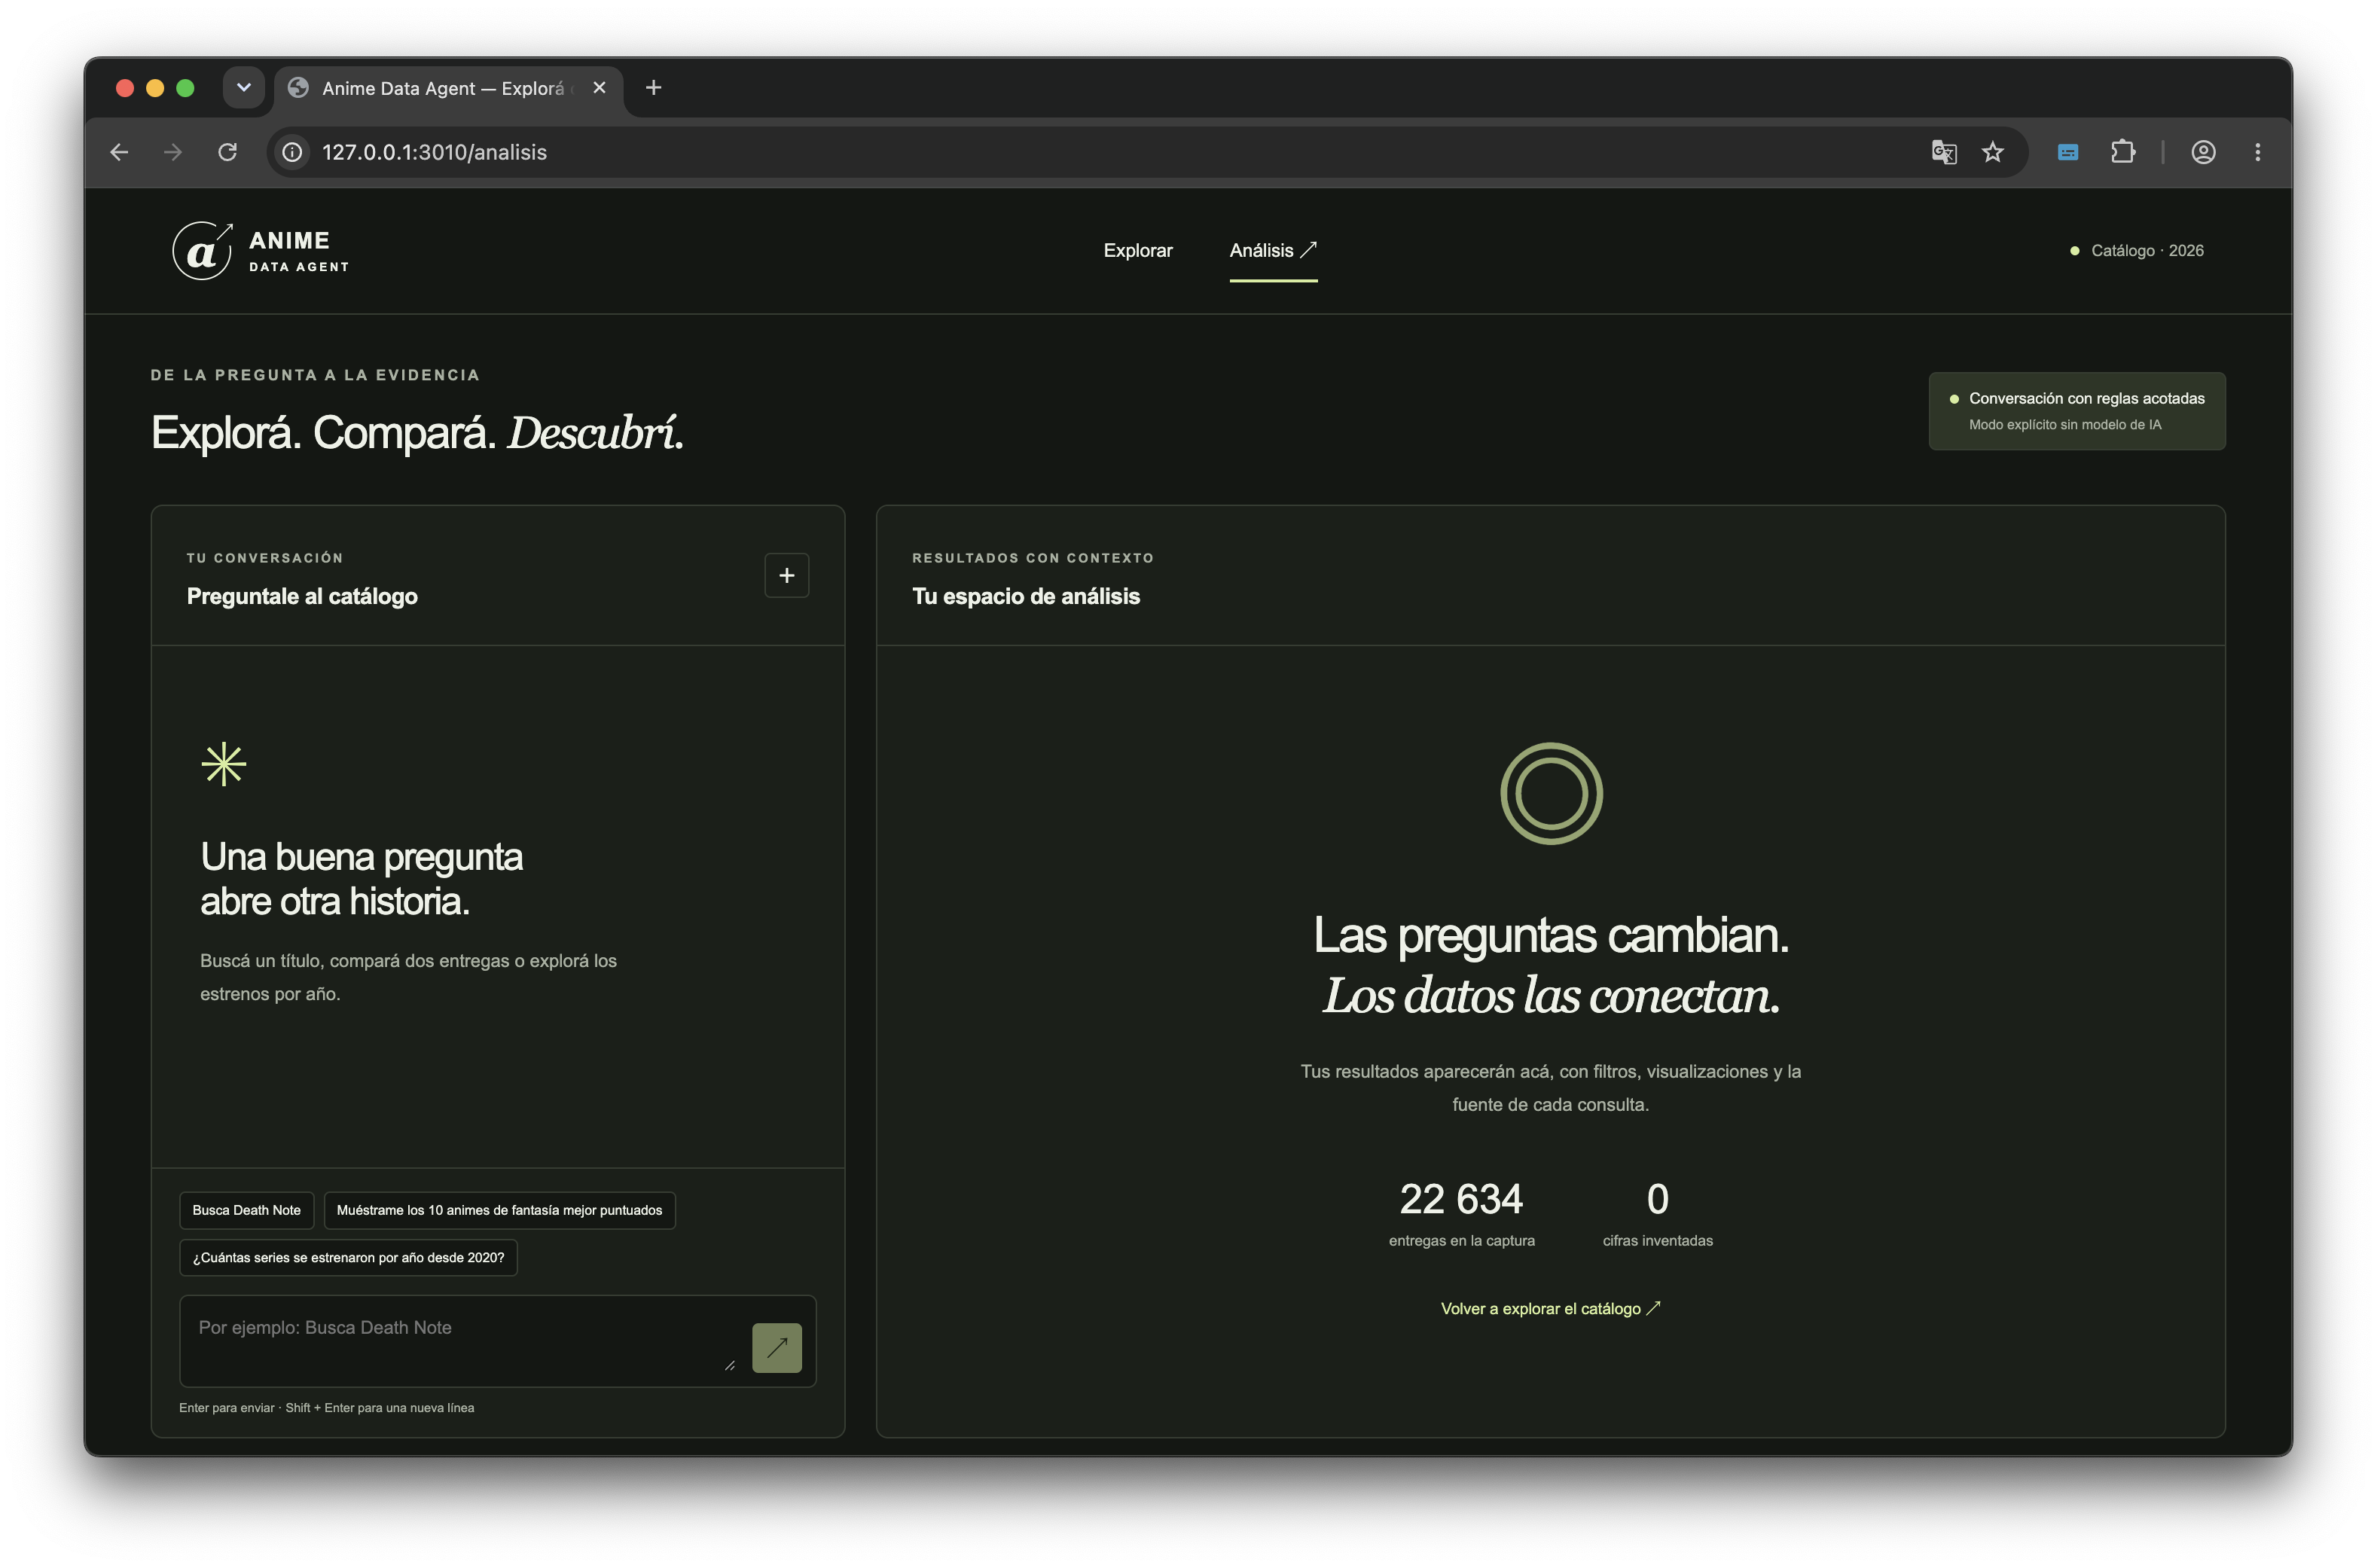 Anime Data Agent — Explorá
127.0.0.1:3010/analisis
a
ANIME
DATA AGENT
Explorar
Análisis
Catálogo · 2026
DE LA PREGUNTA A LA EVIDENCIA
Explorá. Compará. Descubrí.
Conversación con reglas acotadas
Modo explícito sin modelo de IA
TU CONVERSACIÓN
Preguntale al catálogo
Una buena pregunta
abre otra historia.
Buscá un título, compará dos entregas o explorá los
estrenos por año.
Busca Death Note
Muéstrame los 10 animes de fantasía mejor puntuados
¿Cuántas series se estrenaron por año desde 2020?
Por ejemplo: Busca Death Note
Enter para enviar · Shift + Enter para una nueva línea
RESULTADOS CON CONTEXTO
Tu espacio de análisis
Las preguntas cambian.
Los datos las conectan.
Tus resultados aparecerán acá, con filtros, visualizaciones y la
fuente de cada consulta.
22 634
entregas en la captura
0
cifras inventadas
Volver a explorar el catálogo